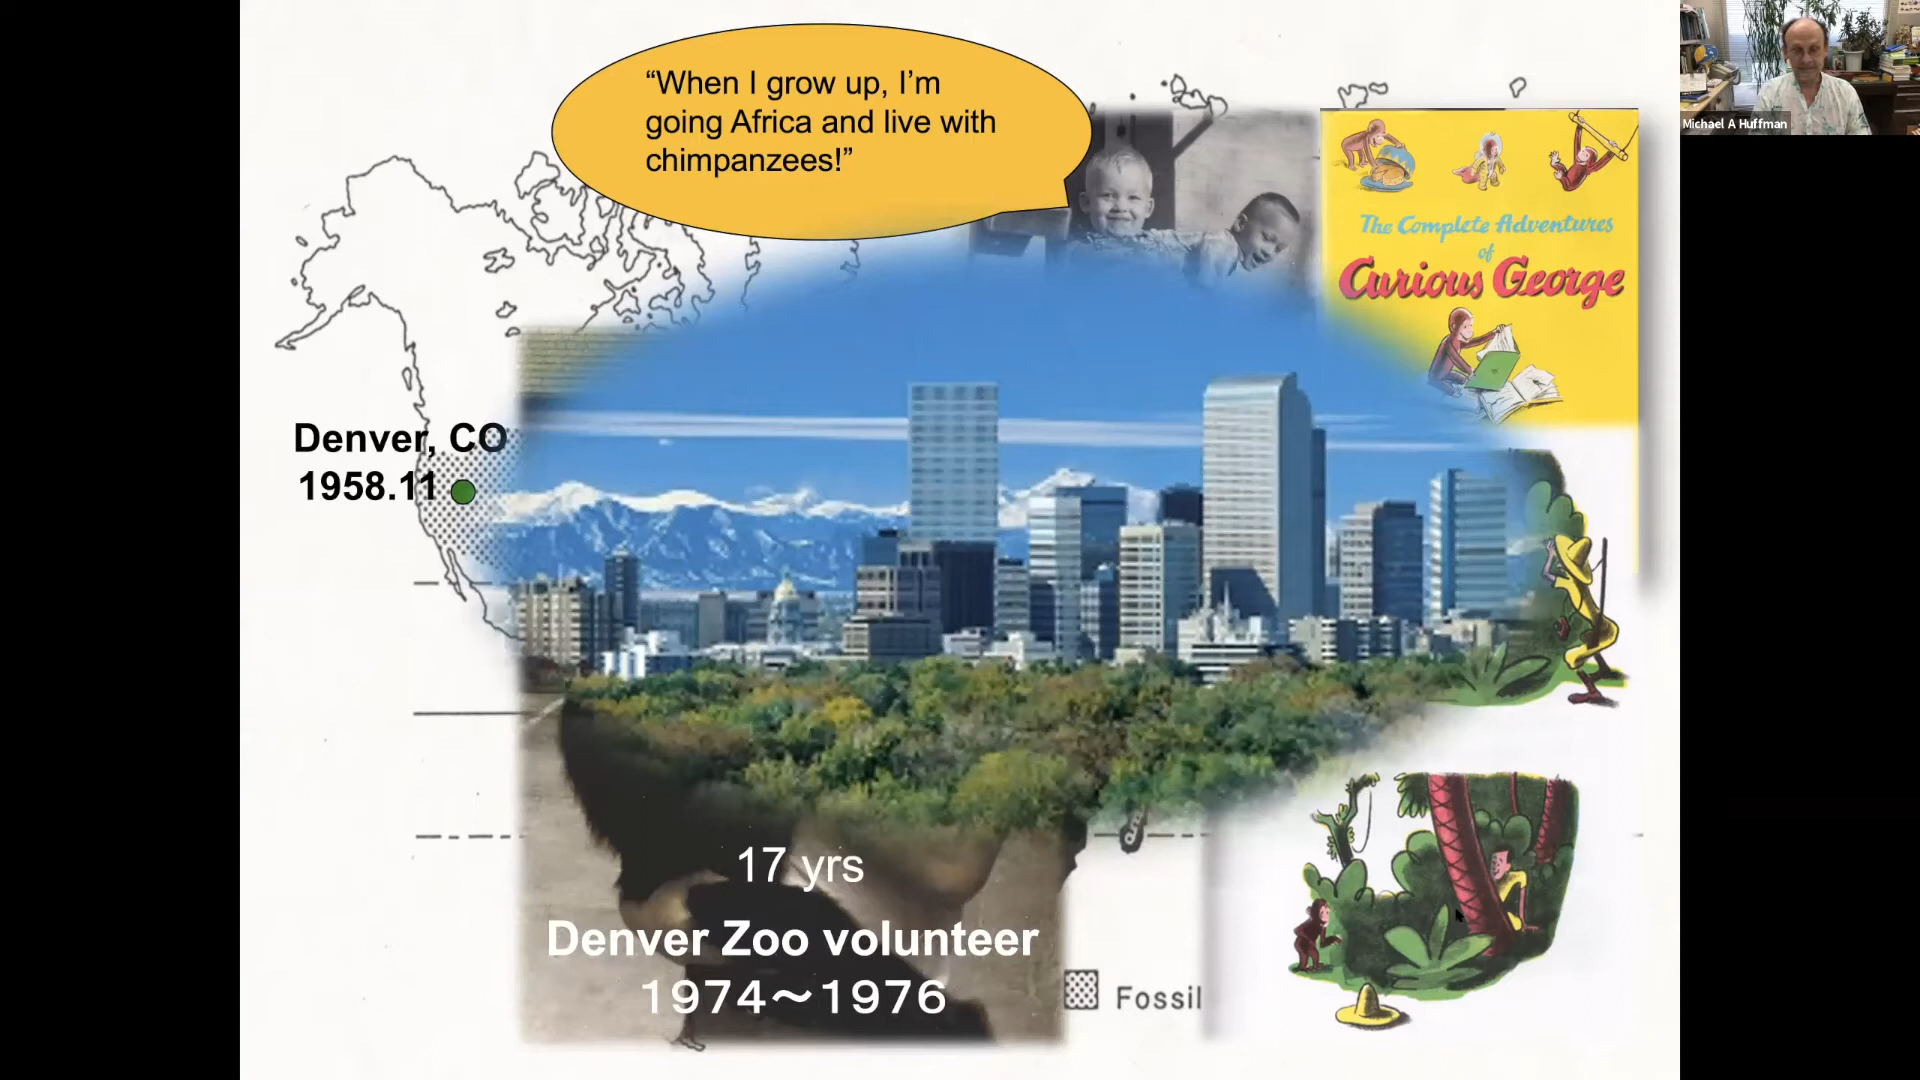 “When I grow up, I’m
going Africa and live with
chimpanzees!”
Michael A Huffman
The Complete Adventures
of
Curious George
Denver, CO
1958.11
17 yrs
Denver Zoo volunteer
1974～1976
Fossil